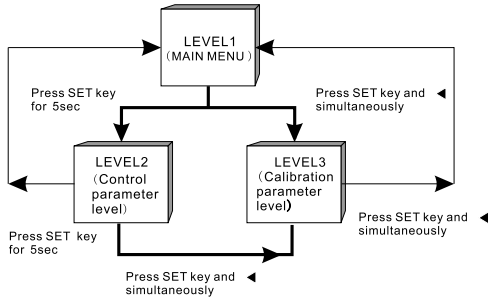 LEVEL1
(MAIN MENU)
Press SET key
for 5sec
Press SET key and ◀
simultaneously
LEVEL2
(Control
parameter
level)
LEVEL3
(Calibration
parameter
level)
Press SET key
for 5sec
Press SET key and ◀
simultaneously
Press SET key and ◀
simultaneously